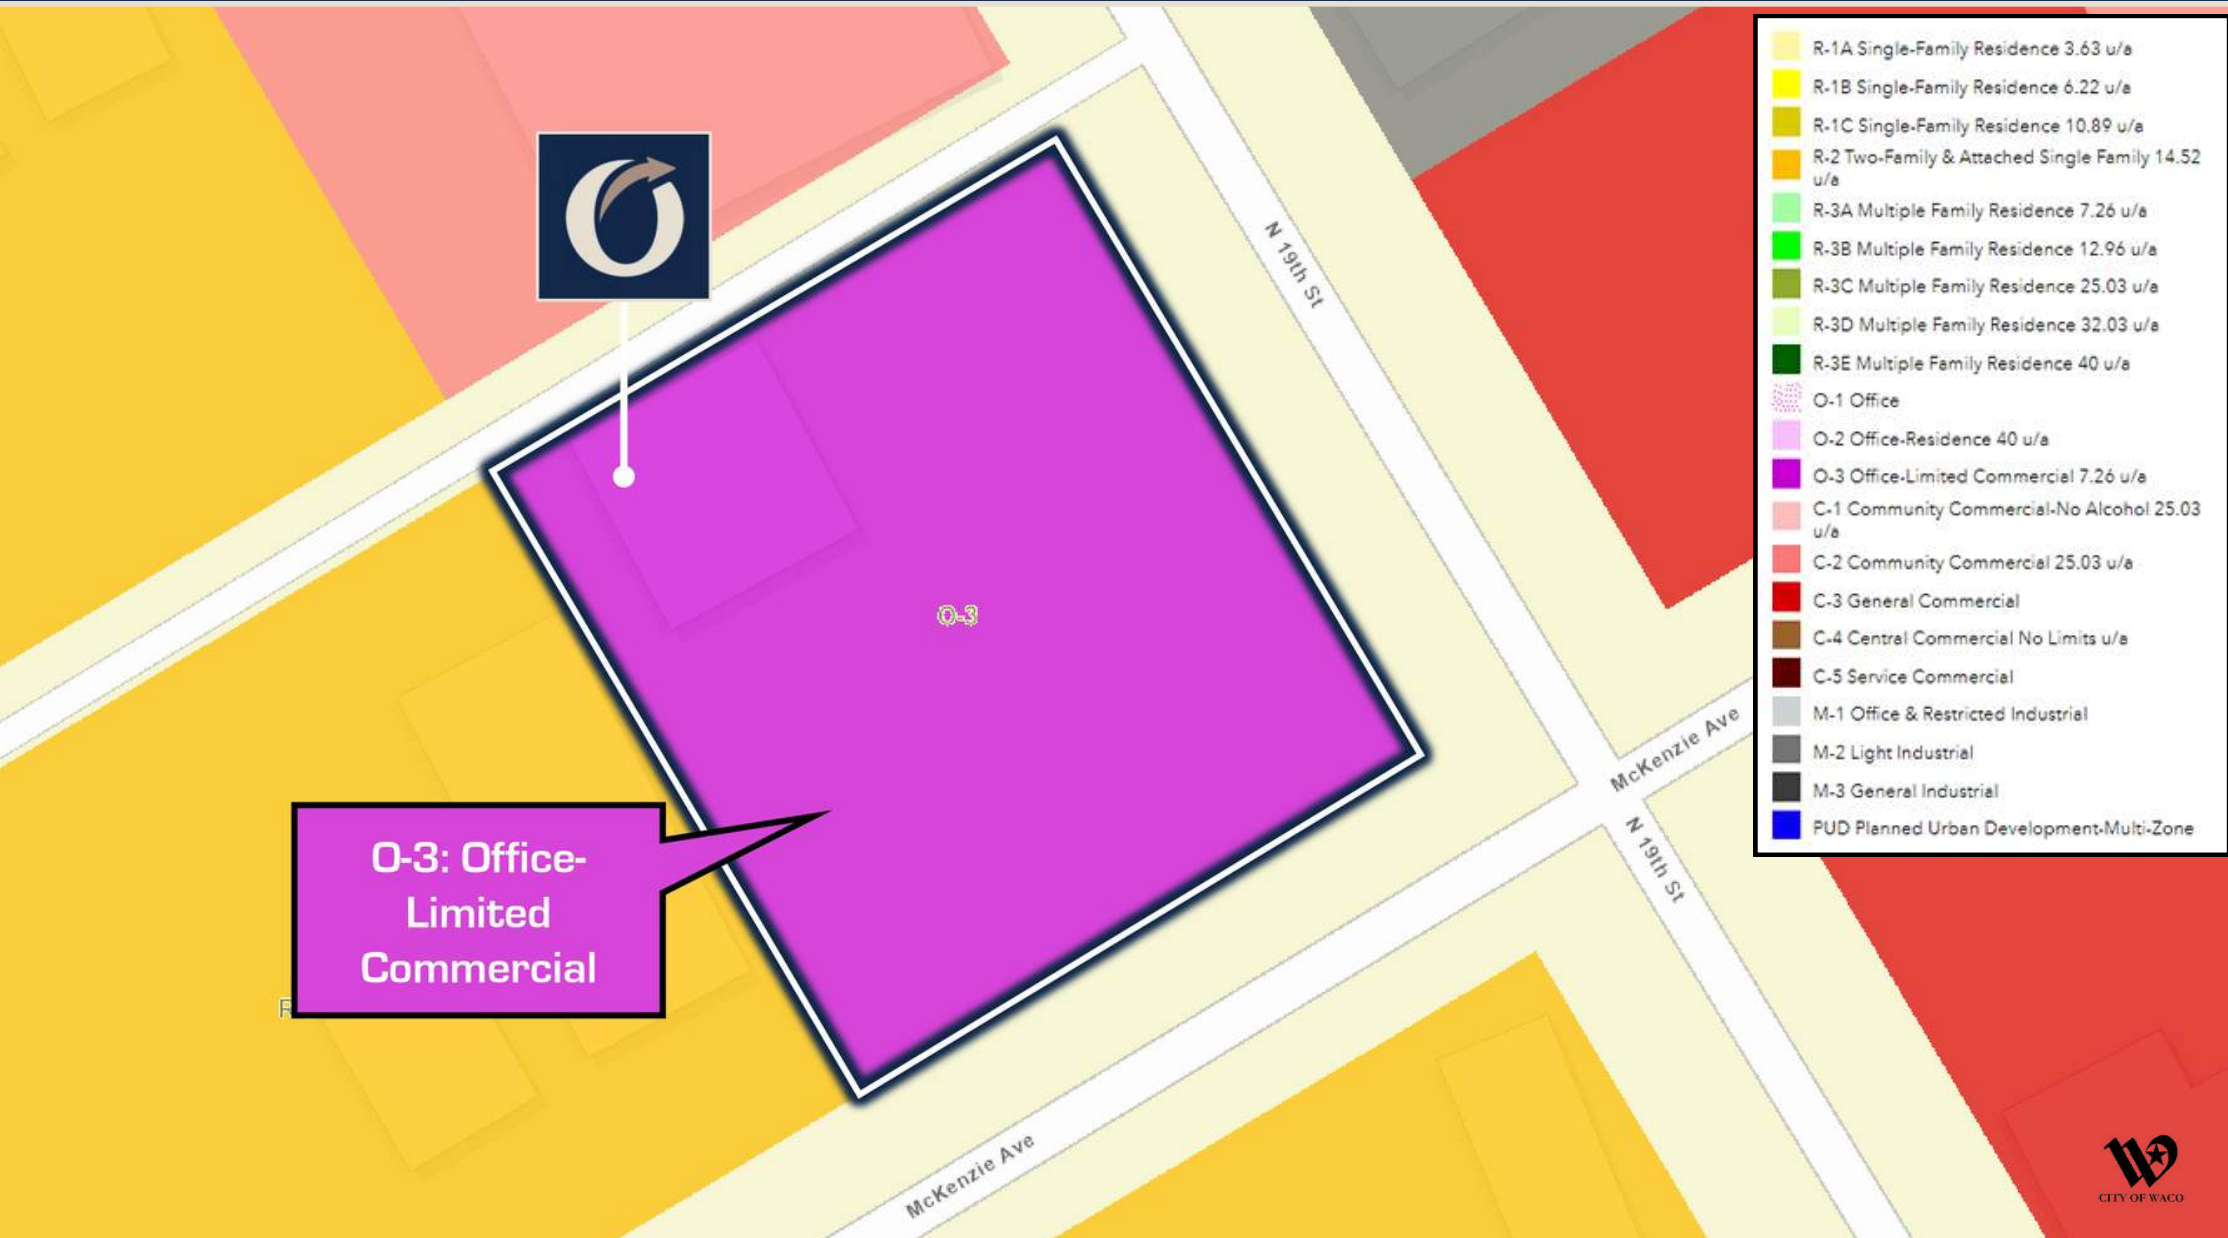 R-1A Single-Family Residence 3.63 u/a
R-1B Single-Family Residence 6.22 u/a
R-1C Single-Family Residence 10.89 u/a
R-2 Two-Family & Attached Single Family 14.52
u/a
R-3A Multiple Family Residence 7.26 u/a
R-3B Multiple Family Residence 12.96 u/a
R-3C Multiple Family Residence 25.03 u/a
R-3D Multiple Family Residence 32.03 u/a
R-3E Multiple Family Residence 40 u/a
O-1 Office
O-2 Office-Residence 40 u/a
O-3 Office-Limited Commercial 7.26 u/a
C-1 Community Commercial-No Alcohol 25.03
u/a
C-2 Community Commercial 25.03 u/a
C-3 General Commercial
C-4 Central Commercial No Limits u/a
C-5 Service Commercial
M-1 Office & Restricted Industrial
M-2 Light Industrial
M-3 General Industrial
PUD Planned Urban Development-Multi-Zone
N 19th St
O-3
McKenzie Ave
N 19th St
O-3: Office-
Limited
Commercial
R
McKenzie Ave
CITY OF WACO